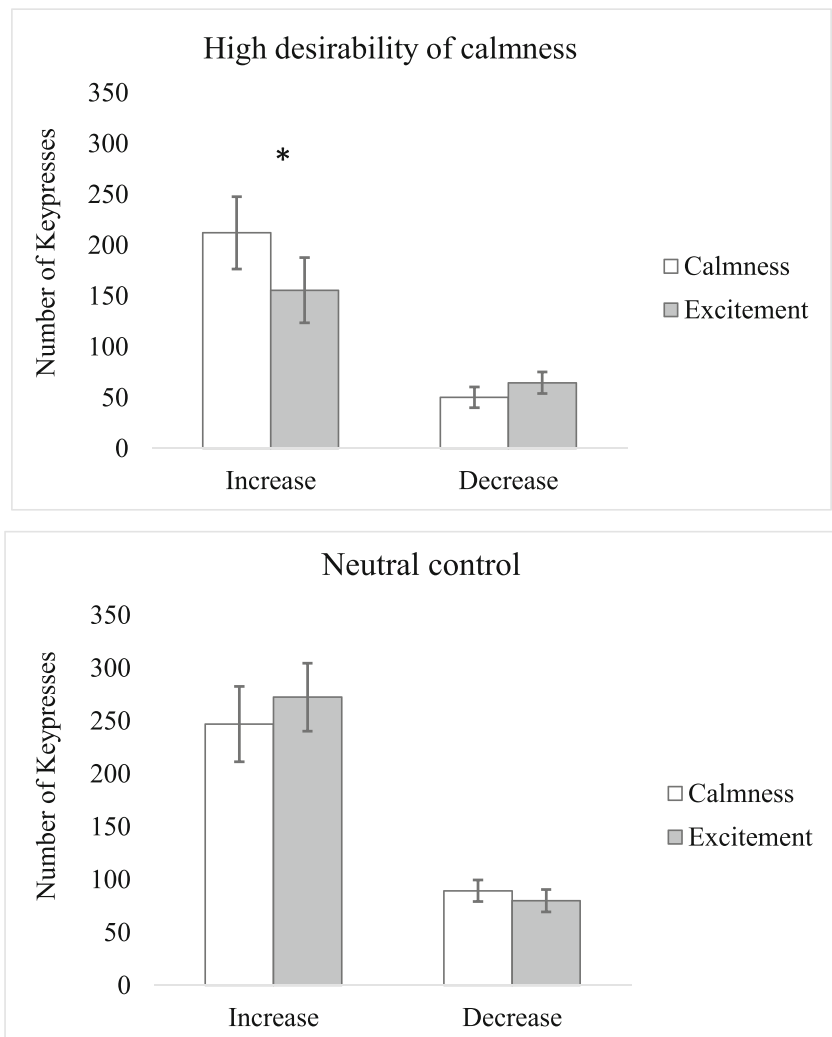 High desirability of calmness
350
300
250
200
150
100
50
0
Number of Keypresses
*
Increase
Decrease
Calmness
Excitement
Neutral control
350
300
250
200
150
100
50
0
Number of Keypresses
Increase
Decrease
Calmness
Excitement